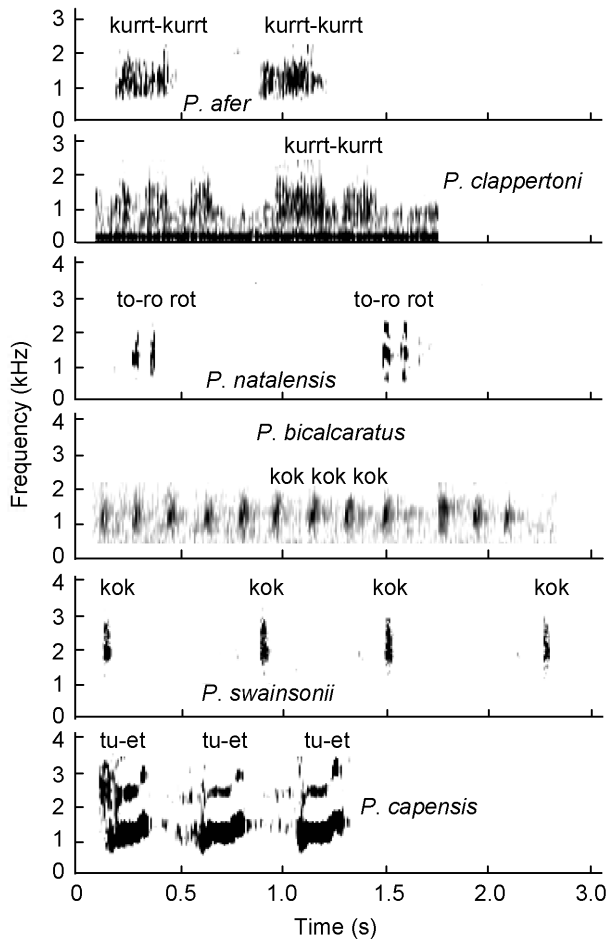 kurrt-kurrt kurrt-kurrt
3
2
1
0
P. afer
kurrt-kurrt
3
2
1
0
P. clappertoni
4
3
2
1
0
to-ro rot to-ro rot
P. natalensis
4
3
2
1
0
P. bicalcaratus
kok kok kok
4
3
2
1
0
kok kok kok kok
P. swainsonii
4
3
2
1
0
tu-et tu-et tu-et
P. capensis
0 0.5 1.0 1.5 2.0 3.0
Time (s)
Frequency (kHz)